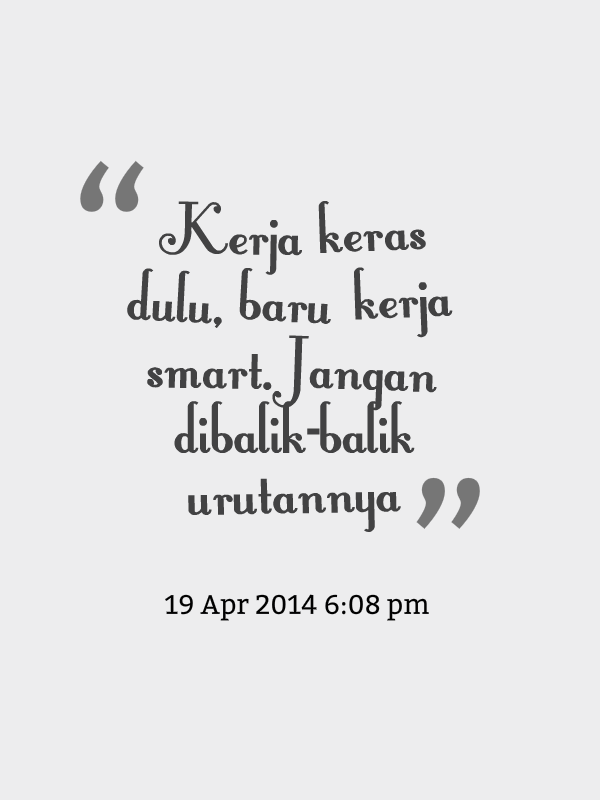 “Kerja keras
dulu, baru kerja
smart. Jangan
dibalik-balik
urutannya”
19 Apr 2014 6:08 pm